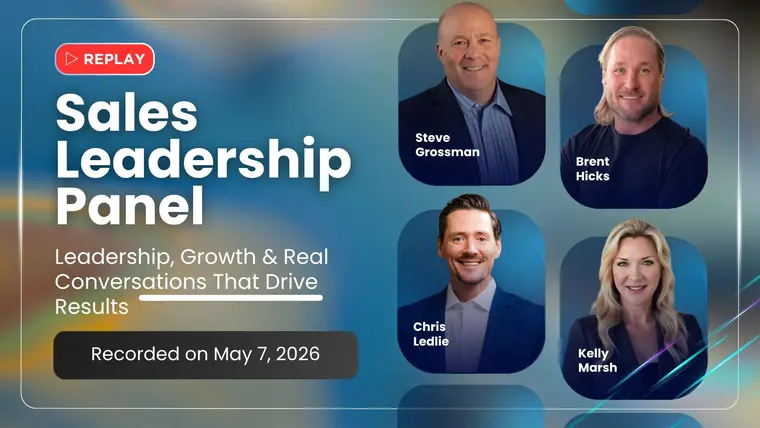 REPLAY
Sales
Leadership
Panel
Leadership, Growth & Real
Conversations That Drive
Results
Recorded on May 7, 2026
Steve
Grossman
Brent
Hicks
Chris
Ledlie
Kelly
Marsh